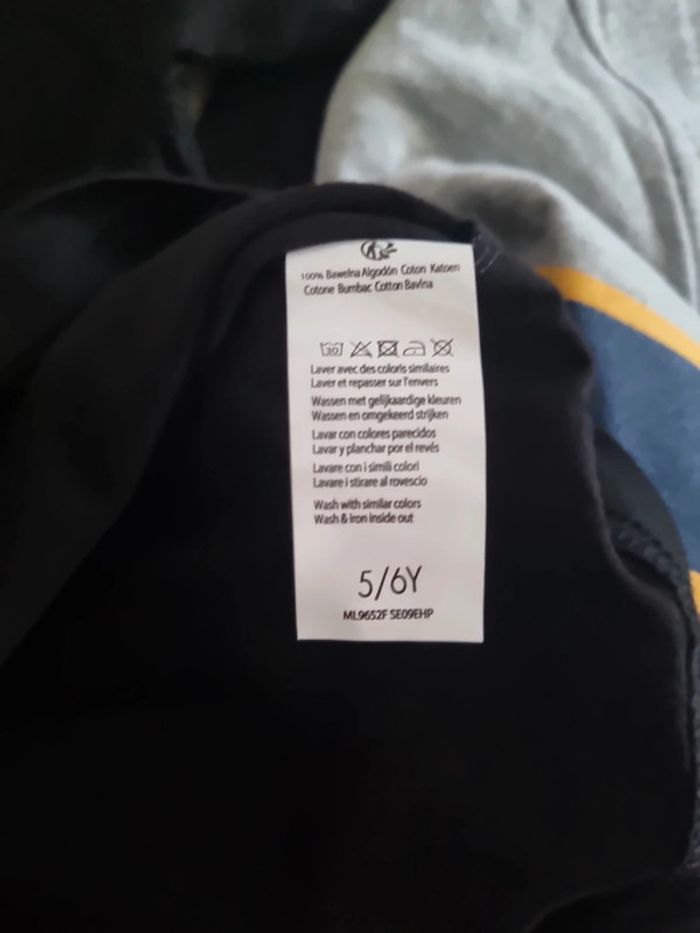 100% Bawełna Algodón Coton Katoen
Cotone Bumbac Cotton Bavlna
30
Laver avec des coloris similaires
Laver et repasser sur l'envers
Wassen met gelijkaardige kleuren
Wassen en omgekeerd strijken
Lavar con colores parecidos
Lavar y planchar por el revés
Lavare con i simili colori
Lavare i stirare al rovescio
Wash with similar colors
Wash & iron inside out
5/6Y
ML9652F SE09EHP